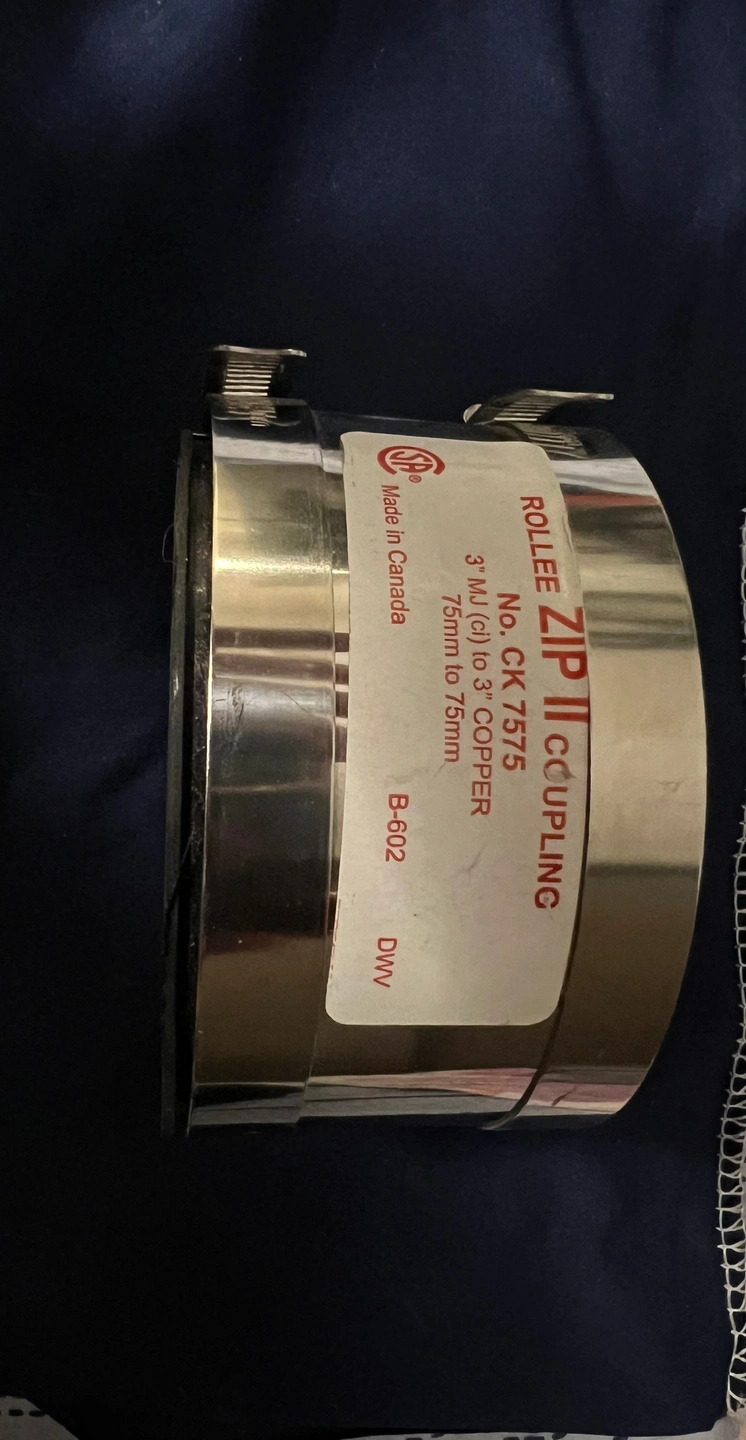 ROLLEE ZIP II COUPLING
No. CK 7575
3" MJ (ci) to 3" COPPER
75mm to 75mm
CSA®
Made in Canada B-602 DWV